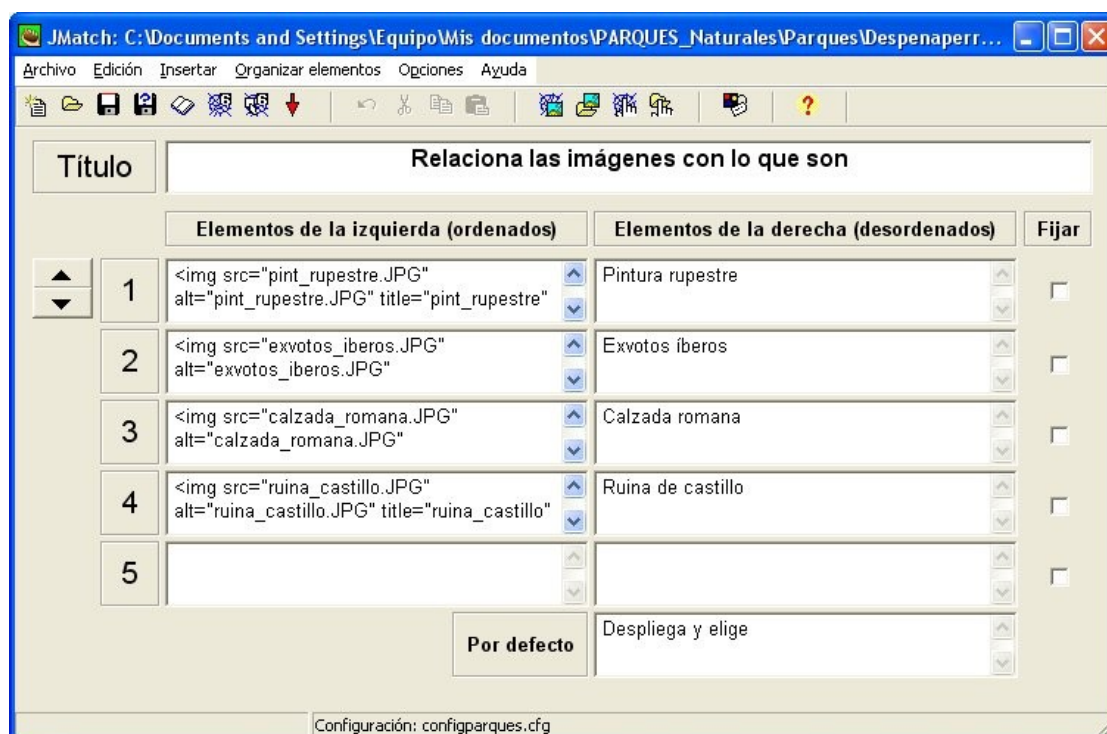 JMatch: C:\Documents and Settings\Equipo\Mis documentos\PARQUES_Naturales\Parques\Despenaperr...
Archivo Edición Insertar Organizar elementos Opciones Ayuda
Título
Relaciona las imágenes con lo que son
Elementos de la izquierda (ordenados) Elementos de la derecha (desordenados) Fijar
1
<img src="pint_rupestre.JPG"
alt="pint_rupestre.JPG" title="pint_rupestre"
Pintura rupestre
2
<img src="exvotos_iberos.JPG"
alt="exvotos_iberos.JPG"
Exvotos íberos
3
<img src="calzada_romana.JPG"
alt="calzada_romana.JPG"
Calzada romana
4
<img src="ruina_castillo.JPG"
alt="ruina_castillo.JPG" title="ruina_castillo"
Ruina de castillo
5
Por defecto
Despliega y elige
Configuración: configparques.cfg